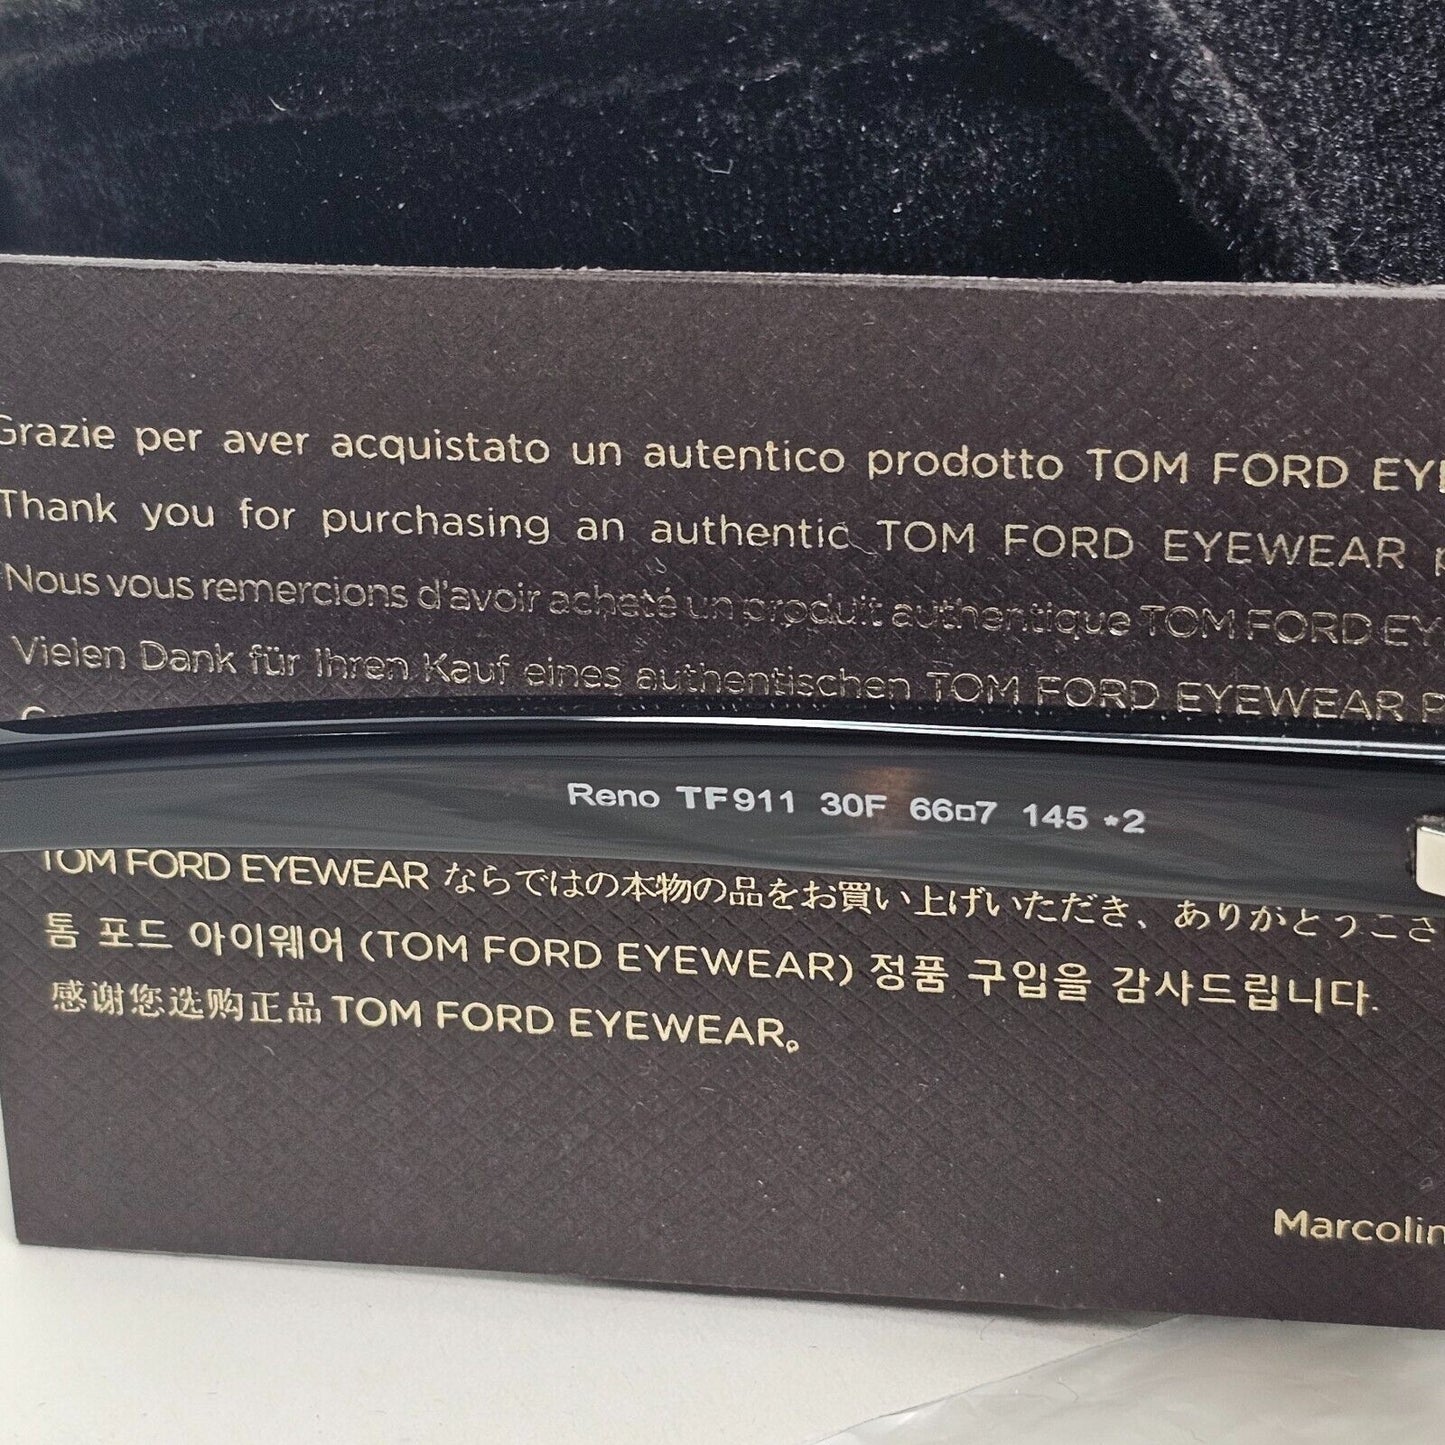 Grazie per aver acquistato un autentico prodotto TOM FORD
Thank you for purchasing an authentic TOM FORD EYEWEAR
Nous vous remercions d'avoir acheté un produit authentique TOM FORD
Vielen Dank für Ihren Kauf eines authentischen TOM FORD EYEWEAR
Reno TF911 30F 66□7 145 *2
TOM FORD EYEWEAR ならではの本物の品をお買い上げいただき、ありがとうござ
톰 포드 아이웨어 (TOM FORD EYEWEAR) 정품 구입을 감사드립니다.
感谢您选购正品 TOM FORD EYEWEAR。
Marcolin